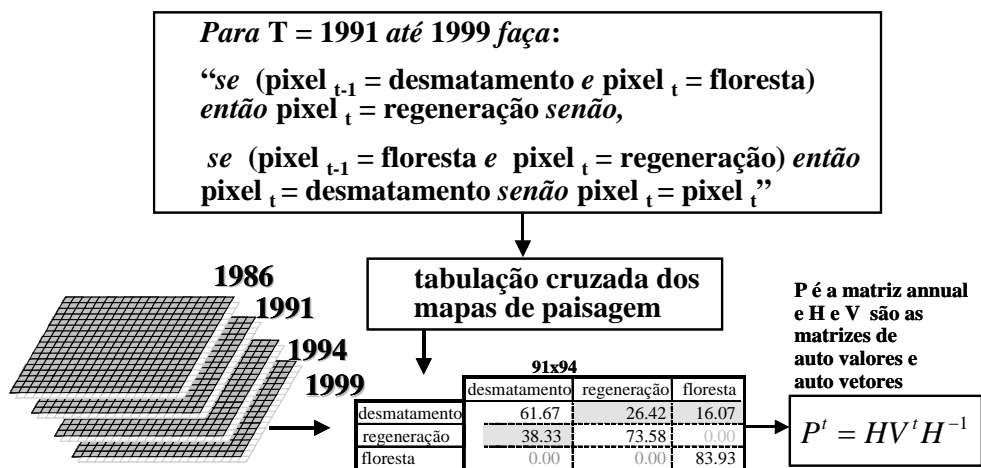 Para T = 1991 até 1999 faça:
“se (pixel t-1 = desmatamento e pixel t = floresta)
então pixel t = regeneração senão,
se (pixel t-1 = floresta e pixel t = regeneração) então
pixel t = desmatamento senão pixel t = pixel t”
tabulação cruzada dos
mapas de paisagem
1986
1991
1994
1999
P é a matriz annual
e H e V são as
matrizes de
auto valores e
auto vetores
91x94
desmatamento regeneração floresta
desmatamento 61.67 26.42 16.07
regeneração 38.33 73.58 0.00
floresta 0.00 0.00 83.93
P^t = HV^t H^-1